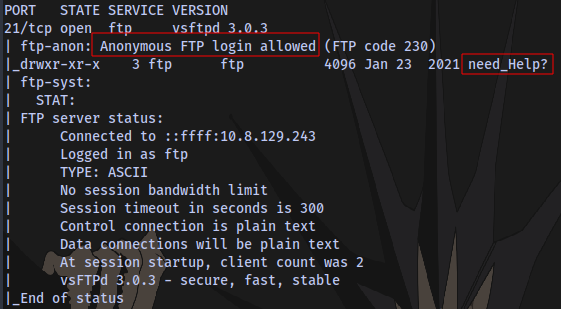 PORT   STATE SERVICE VERSION
21/tcp open  ftp     vsftpd 3.0.3
| ftp-anon: Anonymous FTP login allowed (FTP code 230)
|_drwxr-xr-x    3 ftp      ftp          4096 Jan 23  2021 need_Help?
| ftp-syst:
|   STAT:
| FTP server status:
|      Connected to ::ffff:10.8.129.243
|      Logged in as ftp
|      TYPE: ASCII
|      No session bandwidth limit
|      Session timeout in seconds is 300
|      Control connection is plain text
|      Data connections will be plain text
|      At session startup, client count was 2
|      vsFTPd 3.0.3 - secure, fast, stable
|_End of status